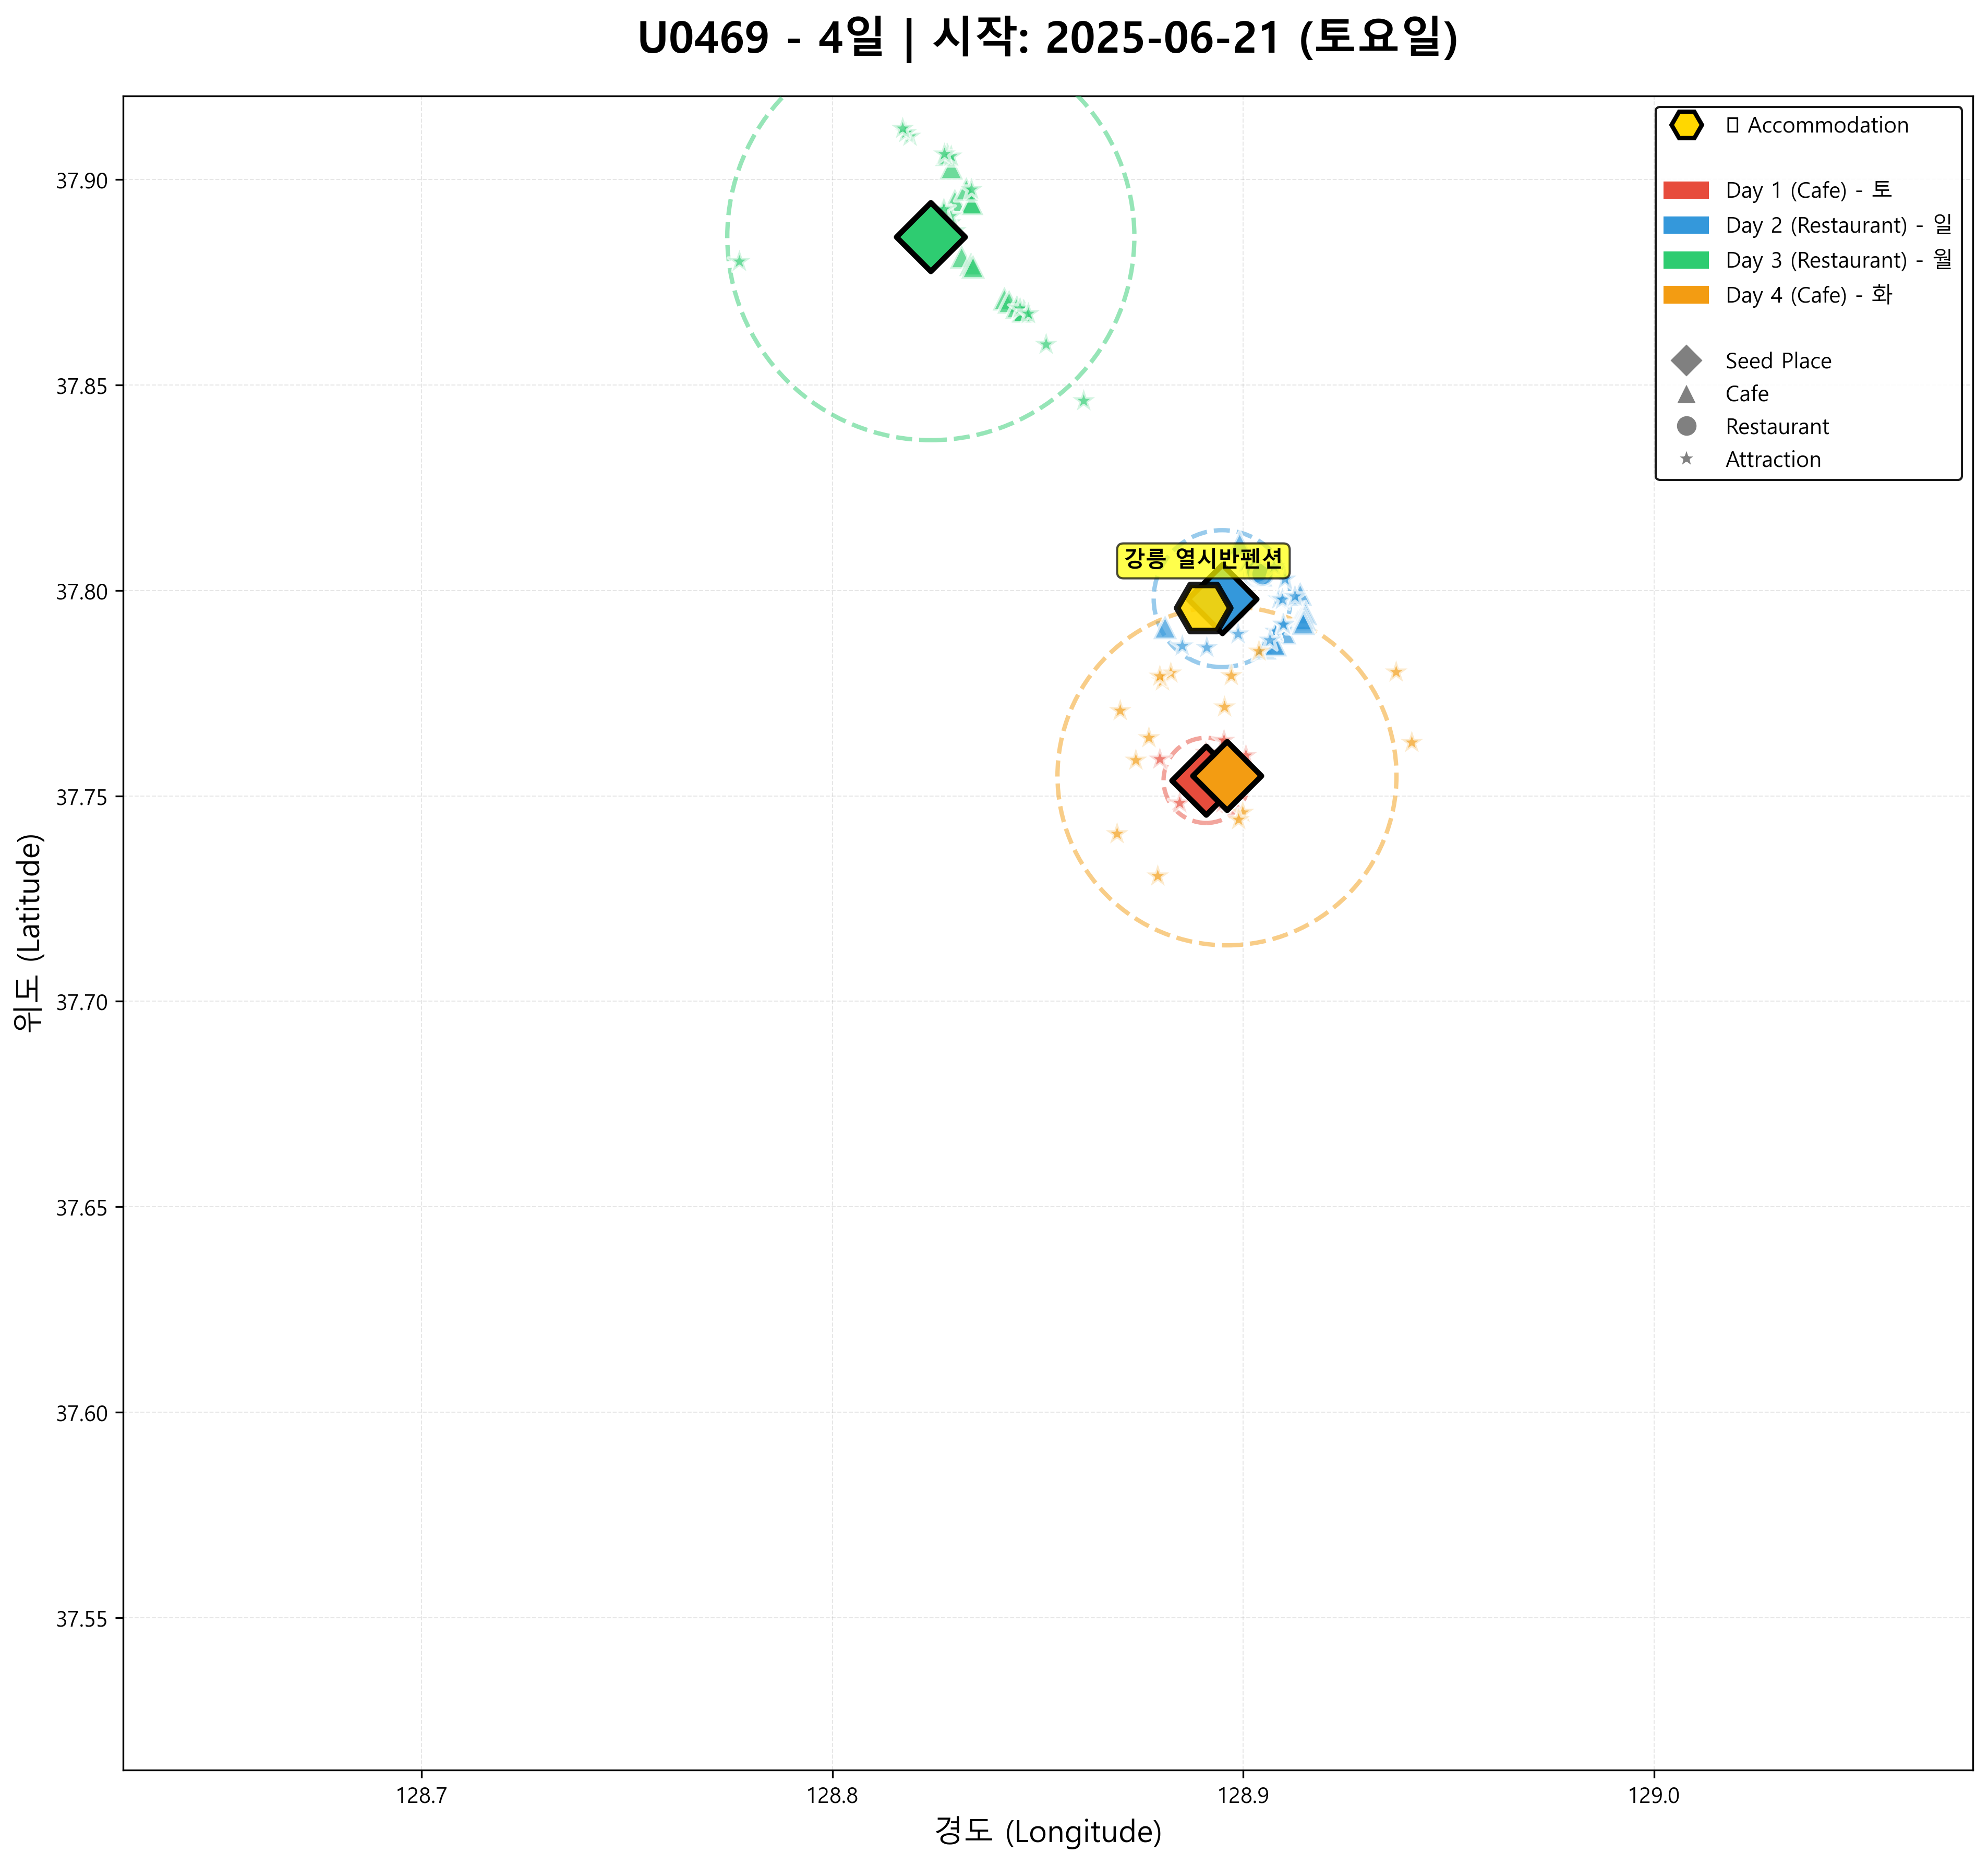 U0469 - 4일 | 시작: 2025-06-21 (토요일)
Accommodation
Day 1 (Cafe) - 토
Day 2 (Restaurant) - 일
Day 3 (Restaurant) - 월
Day 4 (Cafe) - 화
Seed Place
Cafe
Restaurant
Attraction
강릉 열시반펜션
위도 (Latitude)
37.90
37.85
37.80
37.75
37.70
37.65
37.60
37.55
128.7
128.8
128.9
129.0
경도 (Longitude)